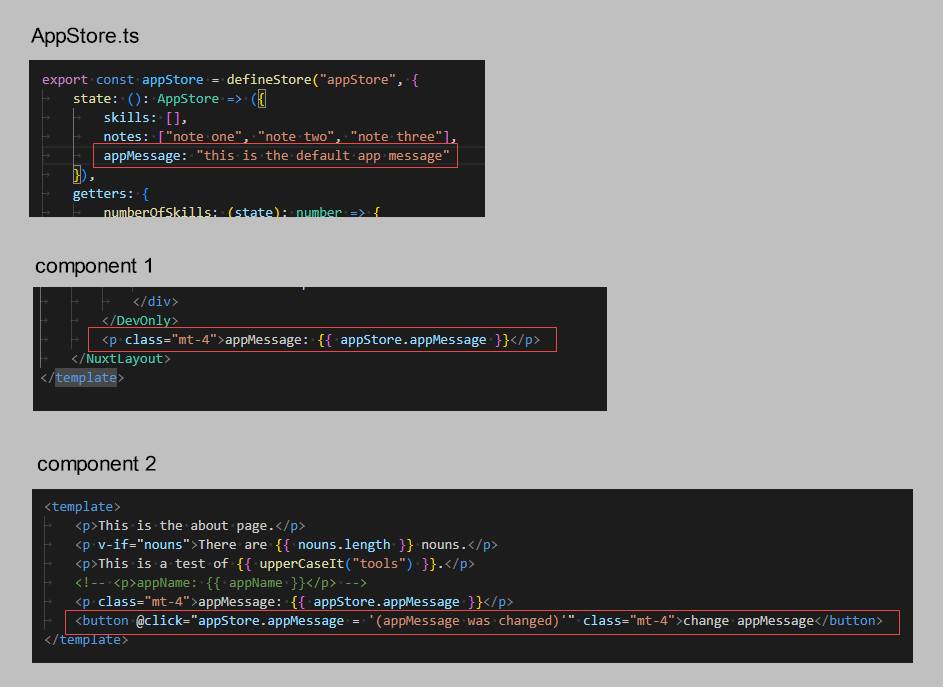 AppStore.ts
export const appStore = defineStore("appStore", {
state: (): AppStore => ({
skills: [],
notes: ["note one", "note two", "note three"],
appMessage: "this is the default app message"
}),
getters: {
numberOfSkills: (state): number => {
component 1
</div>
</DevOnly>
<p class="mt-4">appMessage: {{ appStore.appMessage }}</p>
</NuxtLayout>
</template>
component 2
<template>
<p>This is the about page.</p>
<p v-if="nouns">There are {{ nouns.length }} nouns.</p>
<p>This is a test of {{ upperCaseIt("tools") }}.</p>
<!-- <p>appName: {{ appName }}</p> -->
<p class="mt-4">appMessage: {{ appStore.appMessage }}</p>
<button @click="appStore.appMessage = '(appMessage was changed)'" class="mt-4">change appMessage</button>
</template>